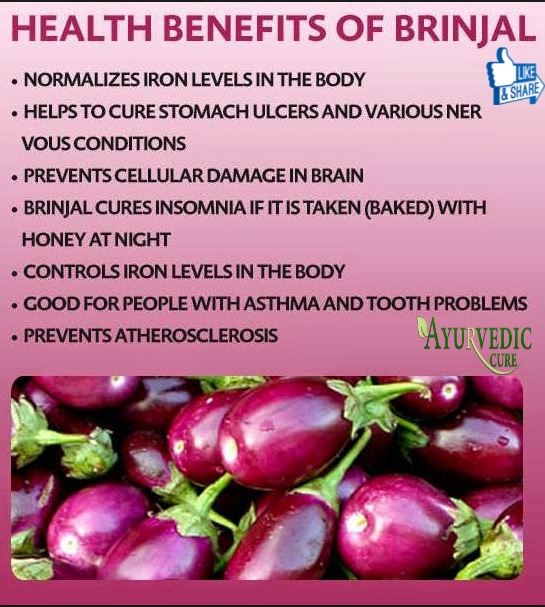 HEALTH BENEFITS OF BRINJAL
LIKE
& SHARE
• NORMALIZES IRON LEVELS IN THE BODY
• HELPS TO CURE STOMACH ULCERS AND VARIOUS NER
VOUS CONDITIONS
• PREVENTS CELLULAR DAMAGE IN BRAIN
• BRINJAL CURES INSOMNIA IF IT IS TAKEN (BAKED) WITH
HONEY AT NIGHT
• CONTROLS IRON LEVELS IN THE BODY
• GOOD FOR PEOPLE WITH ASTHMA AND TOOTH PROBLEMS
• PREVENTS ATHEROSCLEROSIS
AYURVEDIC
CURE